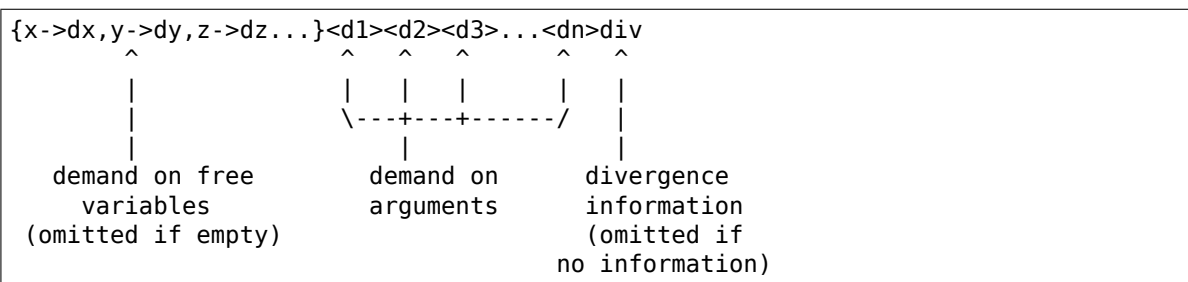 {x->dx,y->dy,z->dz...}<d1><d2><d3>...<dn>div
         ^                  ^   ^   ^      ^   ^
         |                  |   |   |      |   |
         |                  \---+---+------/   |
         |                      |              |
   demand on free           demand on      divergence
     variables              arguments      information
 (omitted if empty)                        (omitted if
                                         no information)